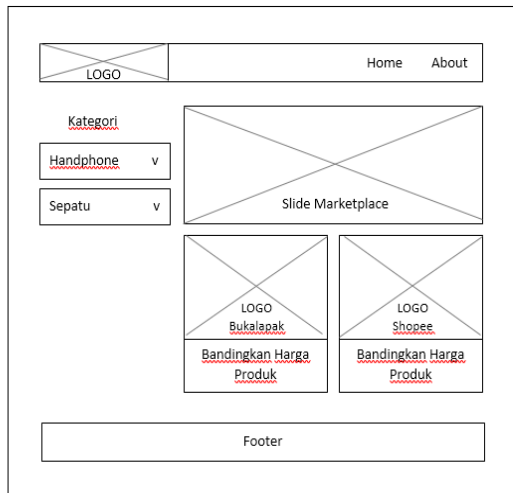 LOGO
Home About
Kategori
Handphone v
Sepatu v
Slide Marketplace
LOGO
Bukalapak
LOGO
Shopee
Bandingkan Harga
Produk
Bandingkan Harga
Produk
Footer